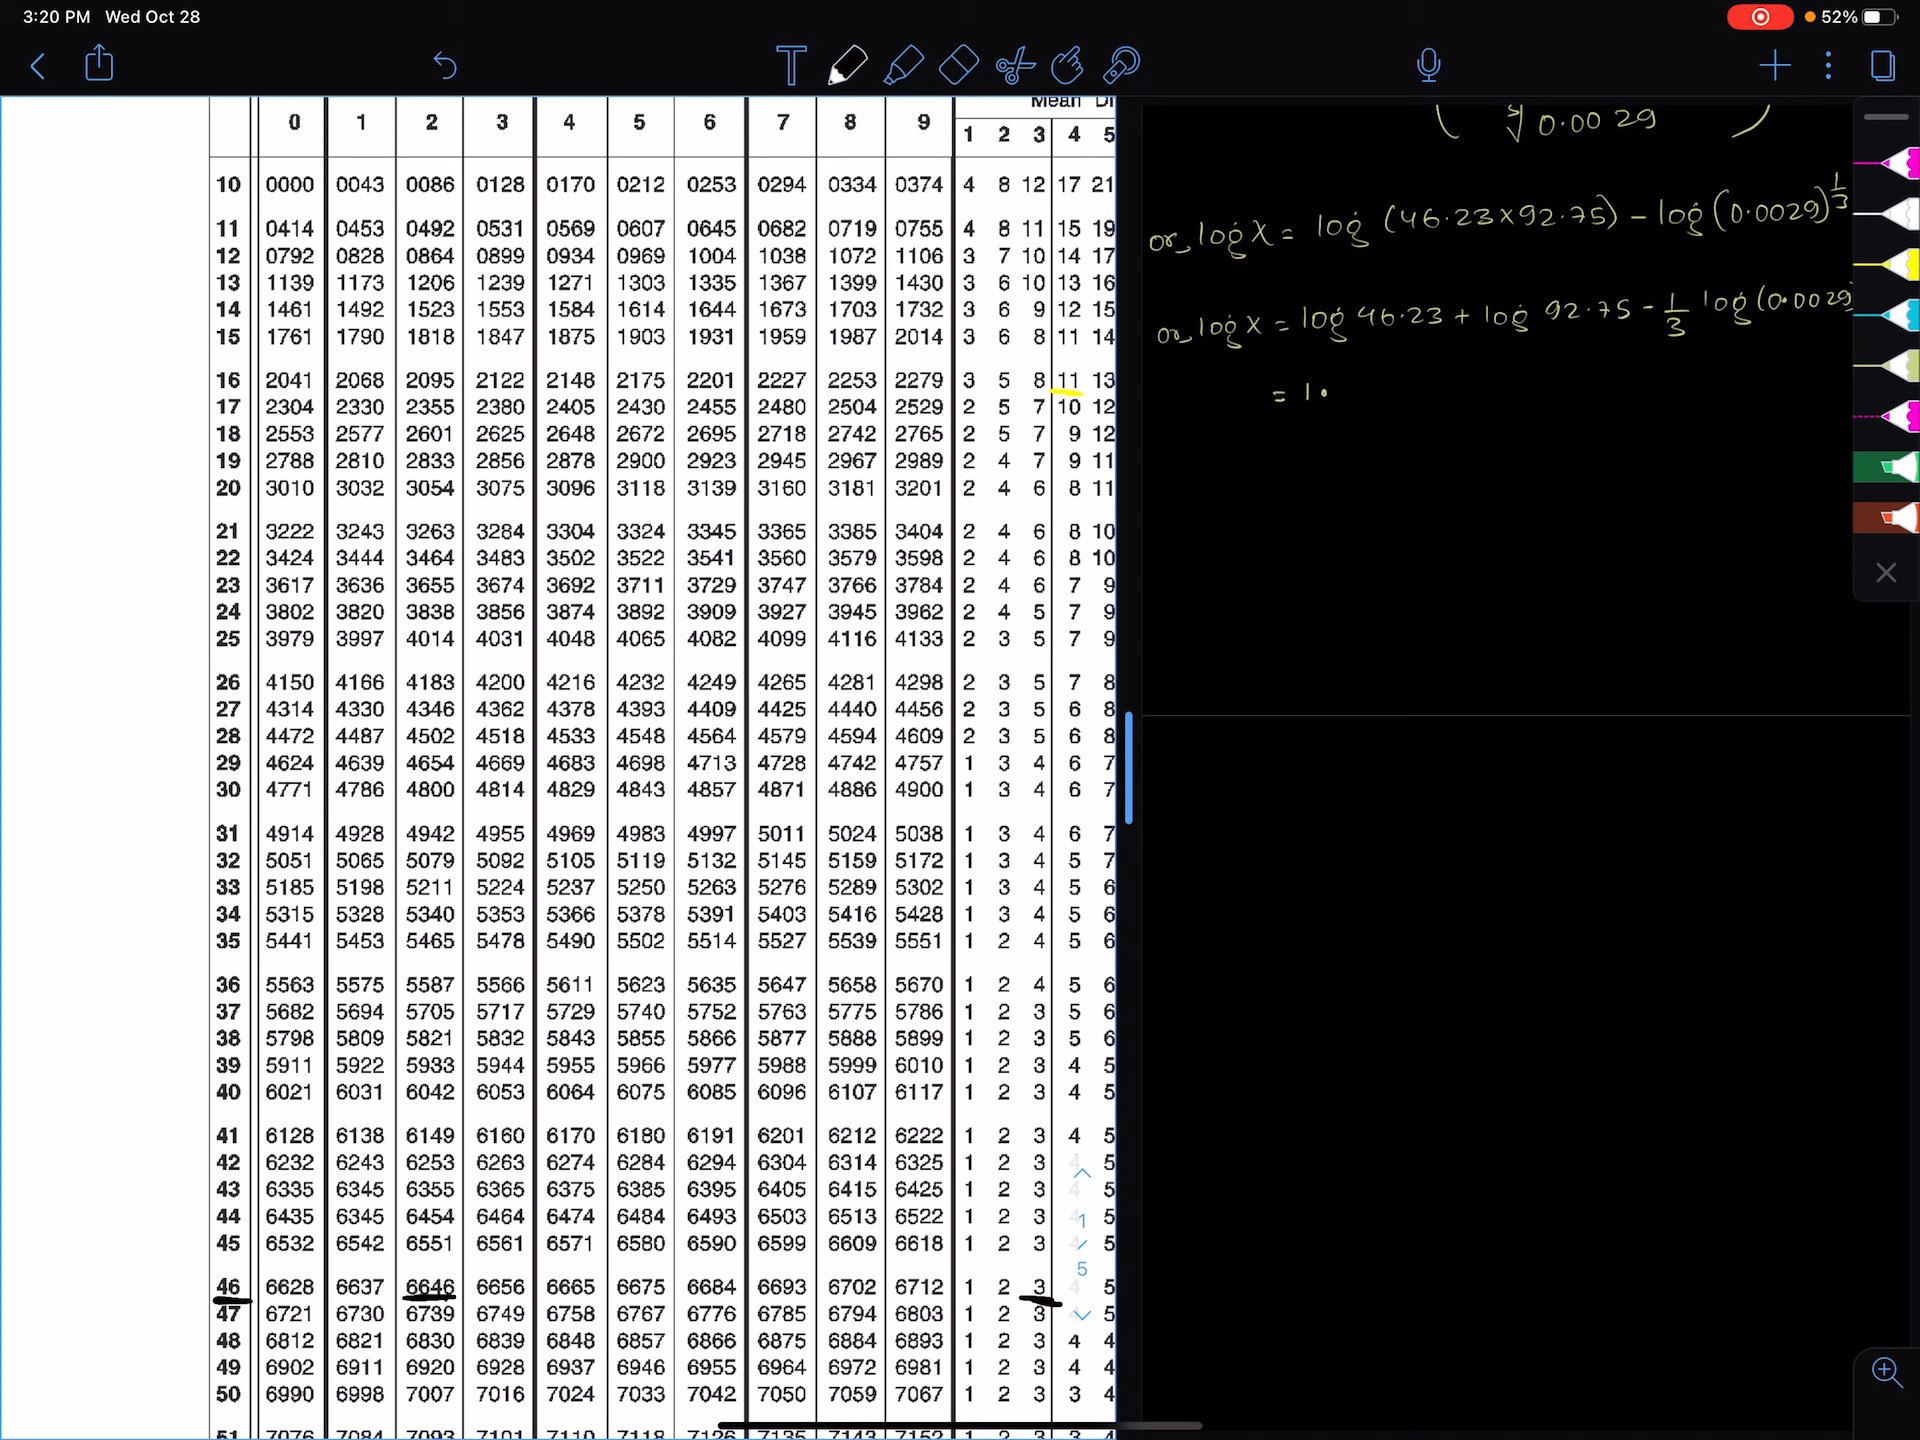 3:20 PM Wed Oct 28 52%
Mean Di
0 1 2 3 4 5 6 7 8 9 1 2 3 4 5
10 0000 0043 0086 0128 0170 0212 0253 0294 0334 0374 4 8 12 17 21
11 0414 0453 0492 0531 0569 0607 0645 0682 0719 0755 4 8 11 15 19
12 0792 0828 0864 0899 0934 0969 1004 1038 1072 1106 3 7 10 14 17
13 1139 1173 1206 1239 1271 1303 1335 1367 1399 1430 3 6 10 13 16
14 1461 1492 1523 1553 1584 1614 1644 1673 1703 1732 3 6 9 12 15
15 1761 1790 1818 1847 1875 1903 1931 1959 1987 2014 3 6 8 11 14
16 2041 2068 2095 2122 2148 2175 2201 2227 2253 2279 3 5 8 11 13
17 2304 2330 2355 2380 2405 2430 2455 2480 2504 2529 2 5 7 10 12
18 2553 2577 2601 2625 2648 2672 2695 2718 2742 2765 2 5 7 9 12
19 2788 2810 2833 2856 2878 2900 2923 2945 2967 2989 2 4 7 9 11
20 3010 3032 3054 3075 3096 3118 3139 3160 3181 3201 2 4 6 8 11
21 3222 3243 3263 3284 3304 3324 3345 3365 3385 3404 2 4 6 8 10
22 3424 3444 3464 3483 3502 3522 3541 3560 3579 3598 2 4 6 8 10
23 3617 3636 3655 3674 3692 3711 3729 3747 3766 3784 2 4 6 7 9
24 3802 3820 3838 3856 3874 3892 3909 3927 3945 3962 2 4 5 7 9
25 3979 3997 4014 4031 4048 4065 4082 4099 4116 4133 2 3 5 7 9
26 4150 4166 4183 4200 4216 4232 4249 4265 4281 4298 2 3 5 7 8
27 4314 4330 4346 4362 4378 4393 4409 4425 4440 4456 2 3 5 6 8
28 4472 4487 4502 4518 4533 4548 4564 4579 4594 4609 2 3 5 6 8
29 4624 4639 4654 4669 4683 4698 4713 4728 4742 4757 1 3 4 6 7
30 4771 4786 4800 4814 4829 4843 4857 4871 4886 4900 1 3 4 6 7
31 4914 4928 4942 4955 4969 4983 4997 5011 5024 5038 1 3 4 6 7
32 5051 5065 5079 5092 5105 5119 5132 5145 5159 5172 1 3 4 5 7
33 5185 5198 5211 5224 5237 5250 5263 5276 5289 5302 1 3 4 5 6
34 5315 5328 5340 5353 5366 5378 5391 5403 5416 5428 1 3 4 5 6
35 5441 5453 5465 5478 5490 5502 5514 5527 5539 5551 1 2 4 5 6
36 5563 5575 5587 5566 5611 5623 5635 5647 5658 5670 1 2 4 5 6
37 5682 5694 5705 5717 5729 5740 5752 5763 5775 5786 1 2 3 5 6
38 5798 5809 5821 5832 5843 5855 5866 5877 5888 5899 1 2 3 5 6
39 5911 5922 5933 5944 5955 5966 5977 5988 5999 6010 1 2 3 4 5
40 6021 6031 6042 6053 6064 6075 6085 6096 6107 6117 1 2 3 4 5
41 6128 6138 6149 6160 6170 6180 6191 6201 6212 6222 1 2 3 4 5
42 6232 6243 6253 6263 6274 6284 6294 6304 6314 6325 1 2 3 4 5
43 6335 6345 6355 6365 6375 6385 6395 6405 6415 6425 1 2 3 4 5
44 6435 6345 6454 6464 6474 6484 6493 6503 6513 6522 1 2 3 4 5
45 6532 6542 6551 6561 6571 6580 6590 6599 6609 6618 1 2 3 4 5
46 6628 6637 6646 6656 6665 6675 6684 6693 6702 6712 1 2 3 4 5
47 6721 6730 6739 6749 6758 6767 6776 6785 6794 6803 1 2 3 5
48 6812 6821 6830 6839 6848 6857 6866 6875 6884 6893 1 2 3 4 4
49 6902 6911 6920 6928 6937 6946 6955 6964 6972 6981 1 2 3 4 4
50 6990 6998 7007 7016 7024 7033 7042 7050 7059 7067 1 2 3 3 4
51 7076 7084 7093 7101 7110 7118 7126 7135 7143 7152 1 2 3 3 4
1/5
( ∛0.0029 )
or, log x = log (46.23×92.75) – log (0.0029)^1/3
or, log x = log 46.23 + log 92.75 – 1/3 log (0.0029
= 1.